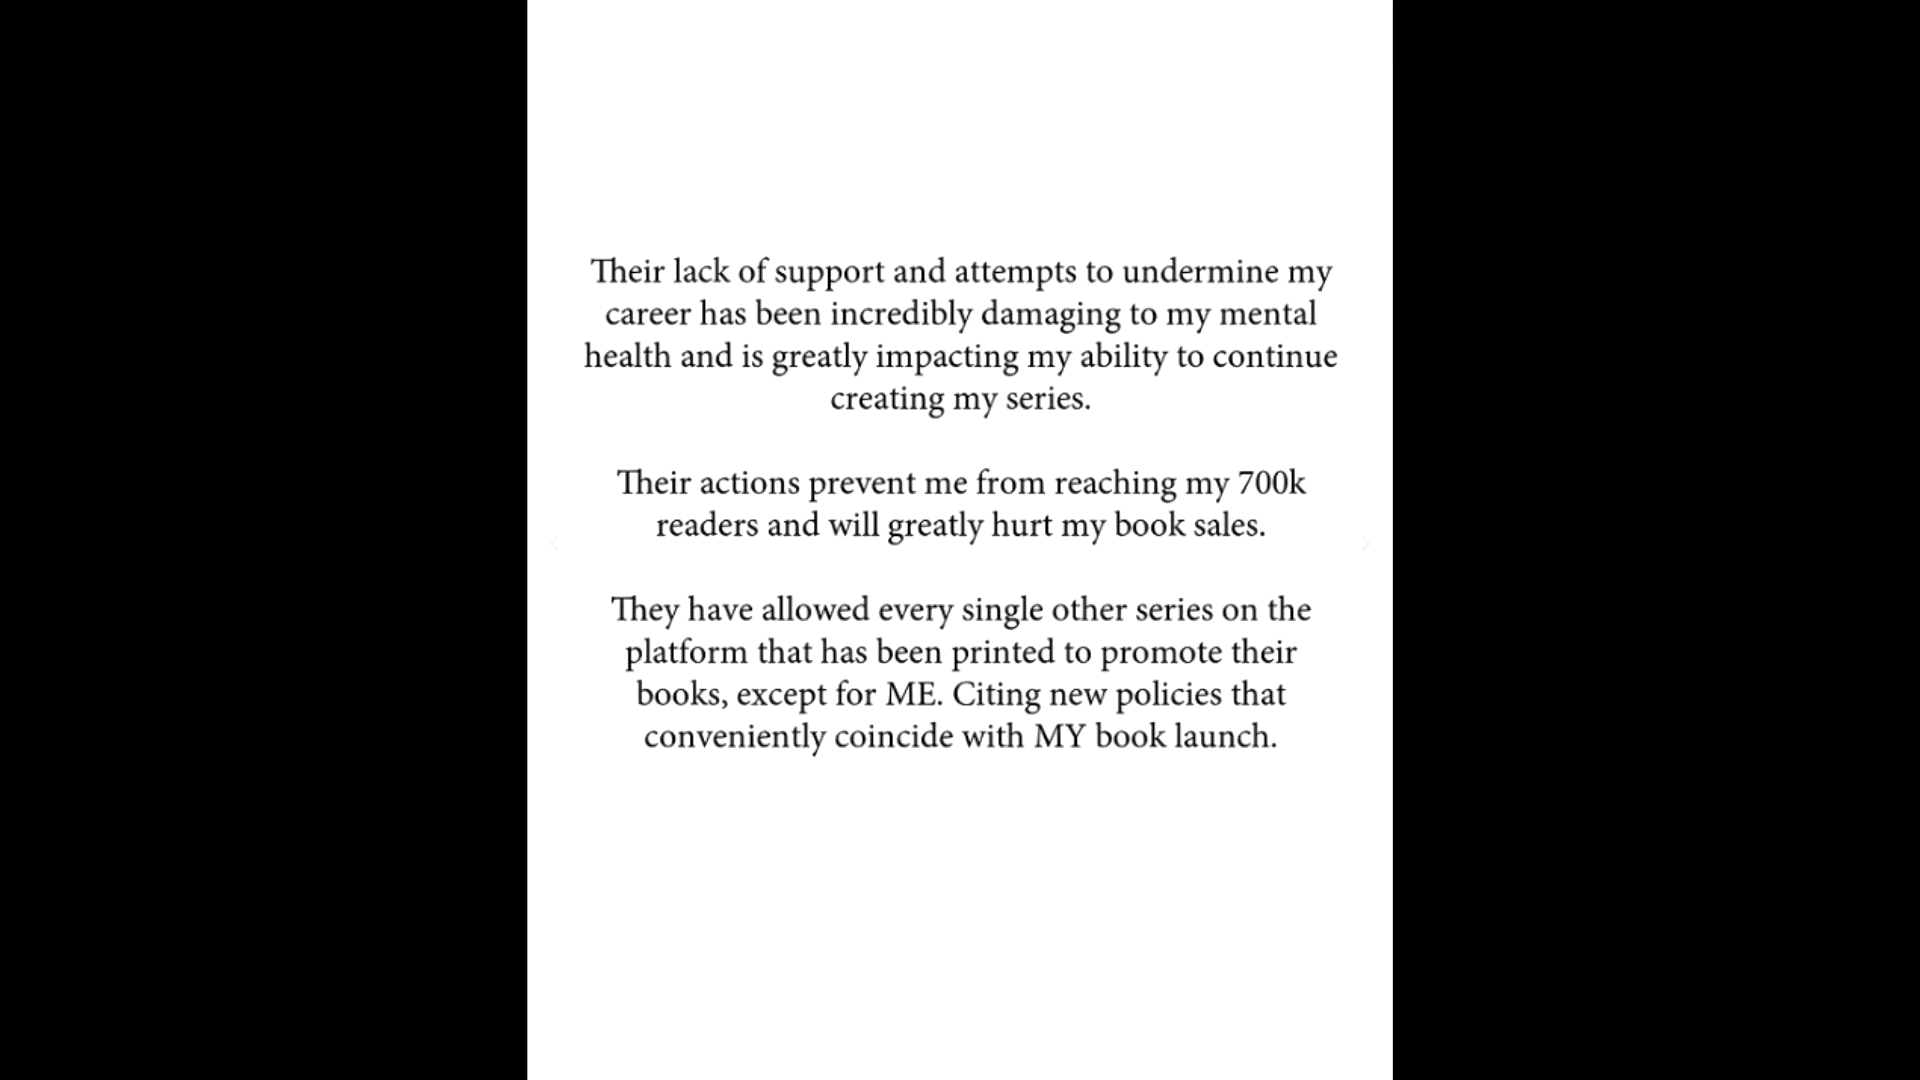 Their lack of support and attempts to undermine my
career has been incredibly damaging to my mental
health and is greatly impacting my ability to continue
creating my series.
Their actions prevent me from reaching my 700k
readers and will greatly hurt my book sales.
They have allowed every single other series on the
platform that has been printed to promote their
books, except for ME. Citing new policies that
conveniently coincide with MY book launch.